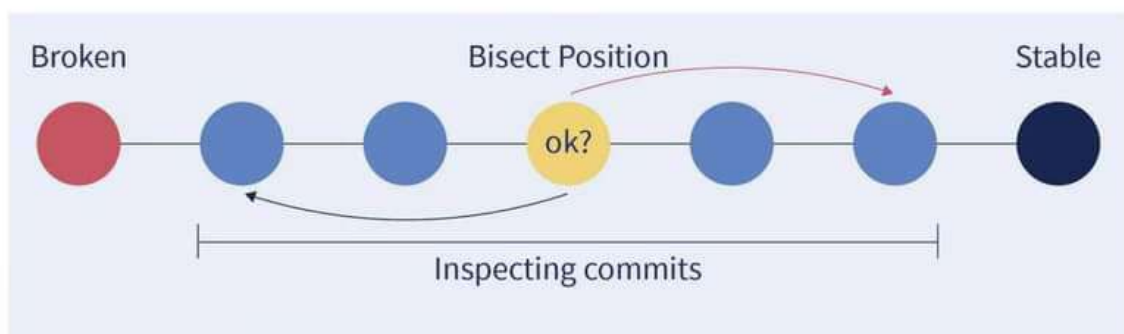 Broken
Bisect Position
Stable
ok?
Inspecting commits